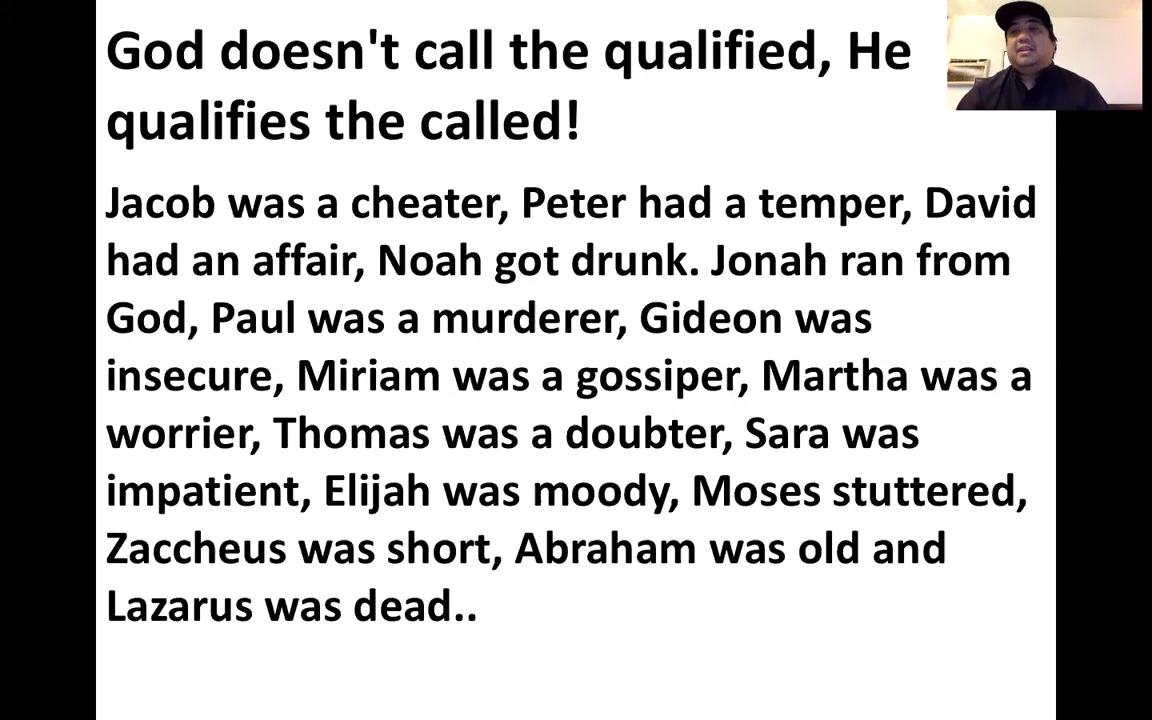 God doesn't call the qualified, He
qualifies the called!
Jacob was a cheater, Peter had a temper, David
had an affair, Noah got drunk. Jonah ran from
God, Paul was a murderer, Gideon was
insecure, Miriam was a gossiper, Martha was a
worrier, Thomas was a doubter, Sara was
impatient, Elijah was moody, Moses stuttered,
Zaccheus was short, Abraham was old and
Lazarus was dead..